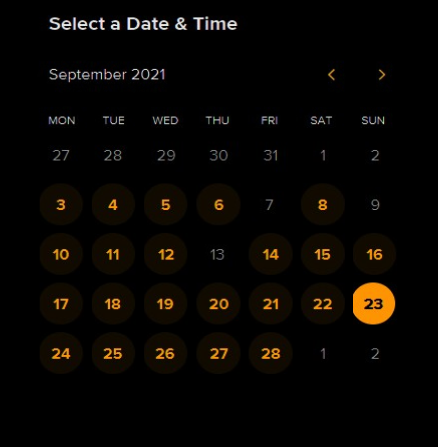 Select a Date & Time
September 2021 < >
MON TUE WED THU FRI SAT SUN
27 28 29 30 31 1 2
3 4 5 6 7 8 9
10 11 12 13 14 15 16
17 18 19 20 21 22 23
24 25 26 27 28 1 2